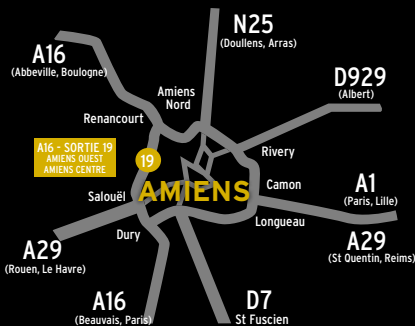 N25
(Doullens, Arras)
A16
(Abbeville, Boulogne)
D929
(Albert)
Amiens
Nord
Renancourt
A16 - SORTIE 19
AMIENS OUEST
AMIENS CENTRE
19
Rivery
Camon
Salouël
AMIENS
A1
(Paris, Lille)
Longueau
Dury
A29
(Rouen, Le Havre)
A29
(St Quentin, Reims)
A16
(Beauvais, Paris)
D7
St Fuscien